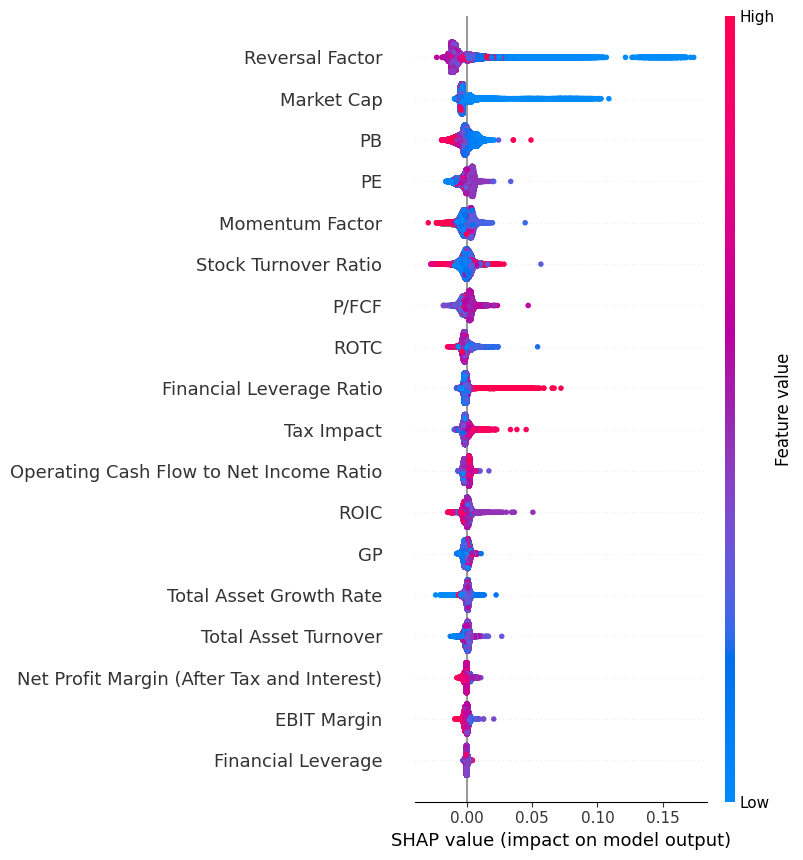 High
Reversal Factor
Market Cap
PB
PE
Momentum Factor
Stock Turnover Ratio
P/FCF
ROTC
Financial Leverage Ratio
Tax Impact
Operating Cash Flow to Net Income Ratio
ROIC
GP
Total Asset Growth Rate
Total Asset Turnover
Net Profit Margin (After Tax and Interest)
EBIT Margin
Financial Leverage
Feature value
Low
0.00 0.05 0.10 0.15
SHAP value (impact on model output)